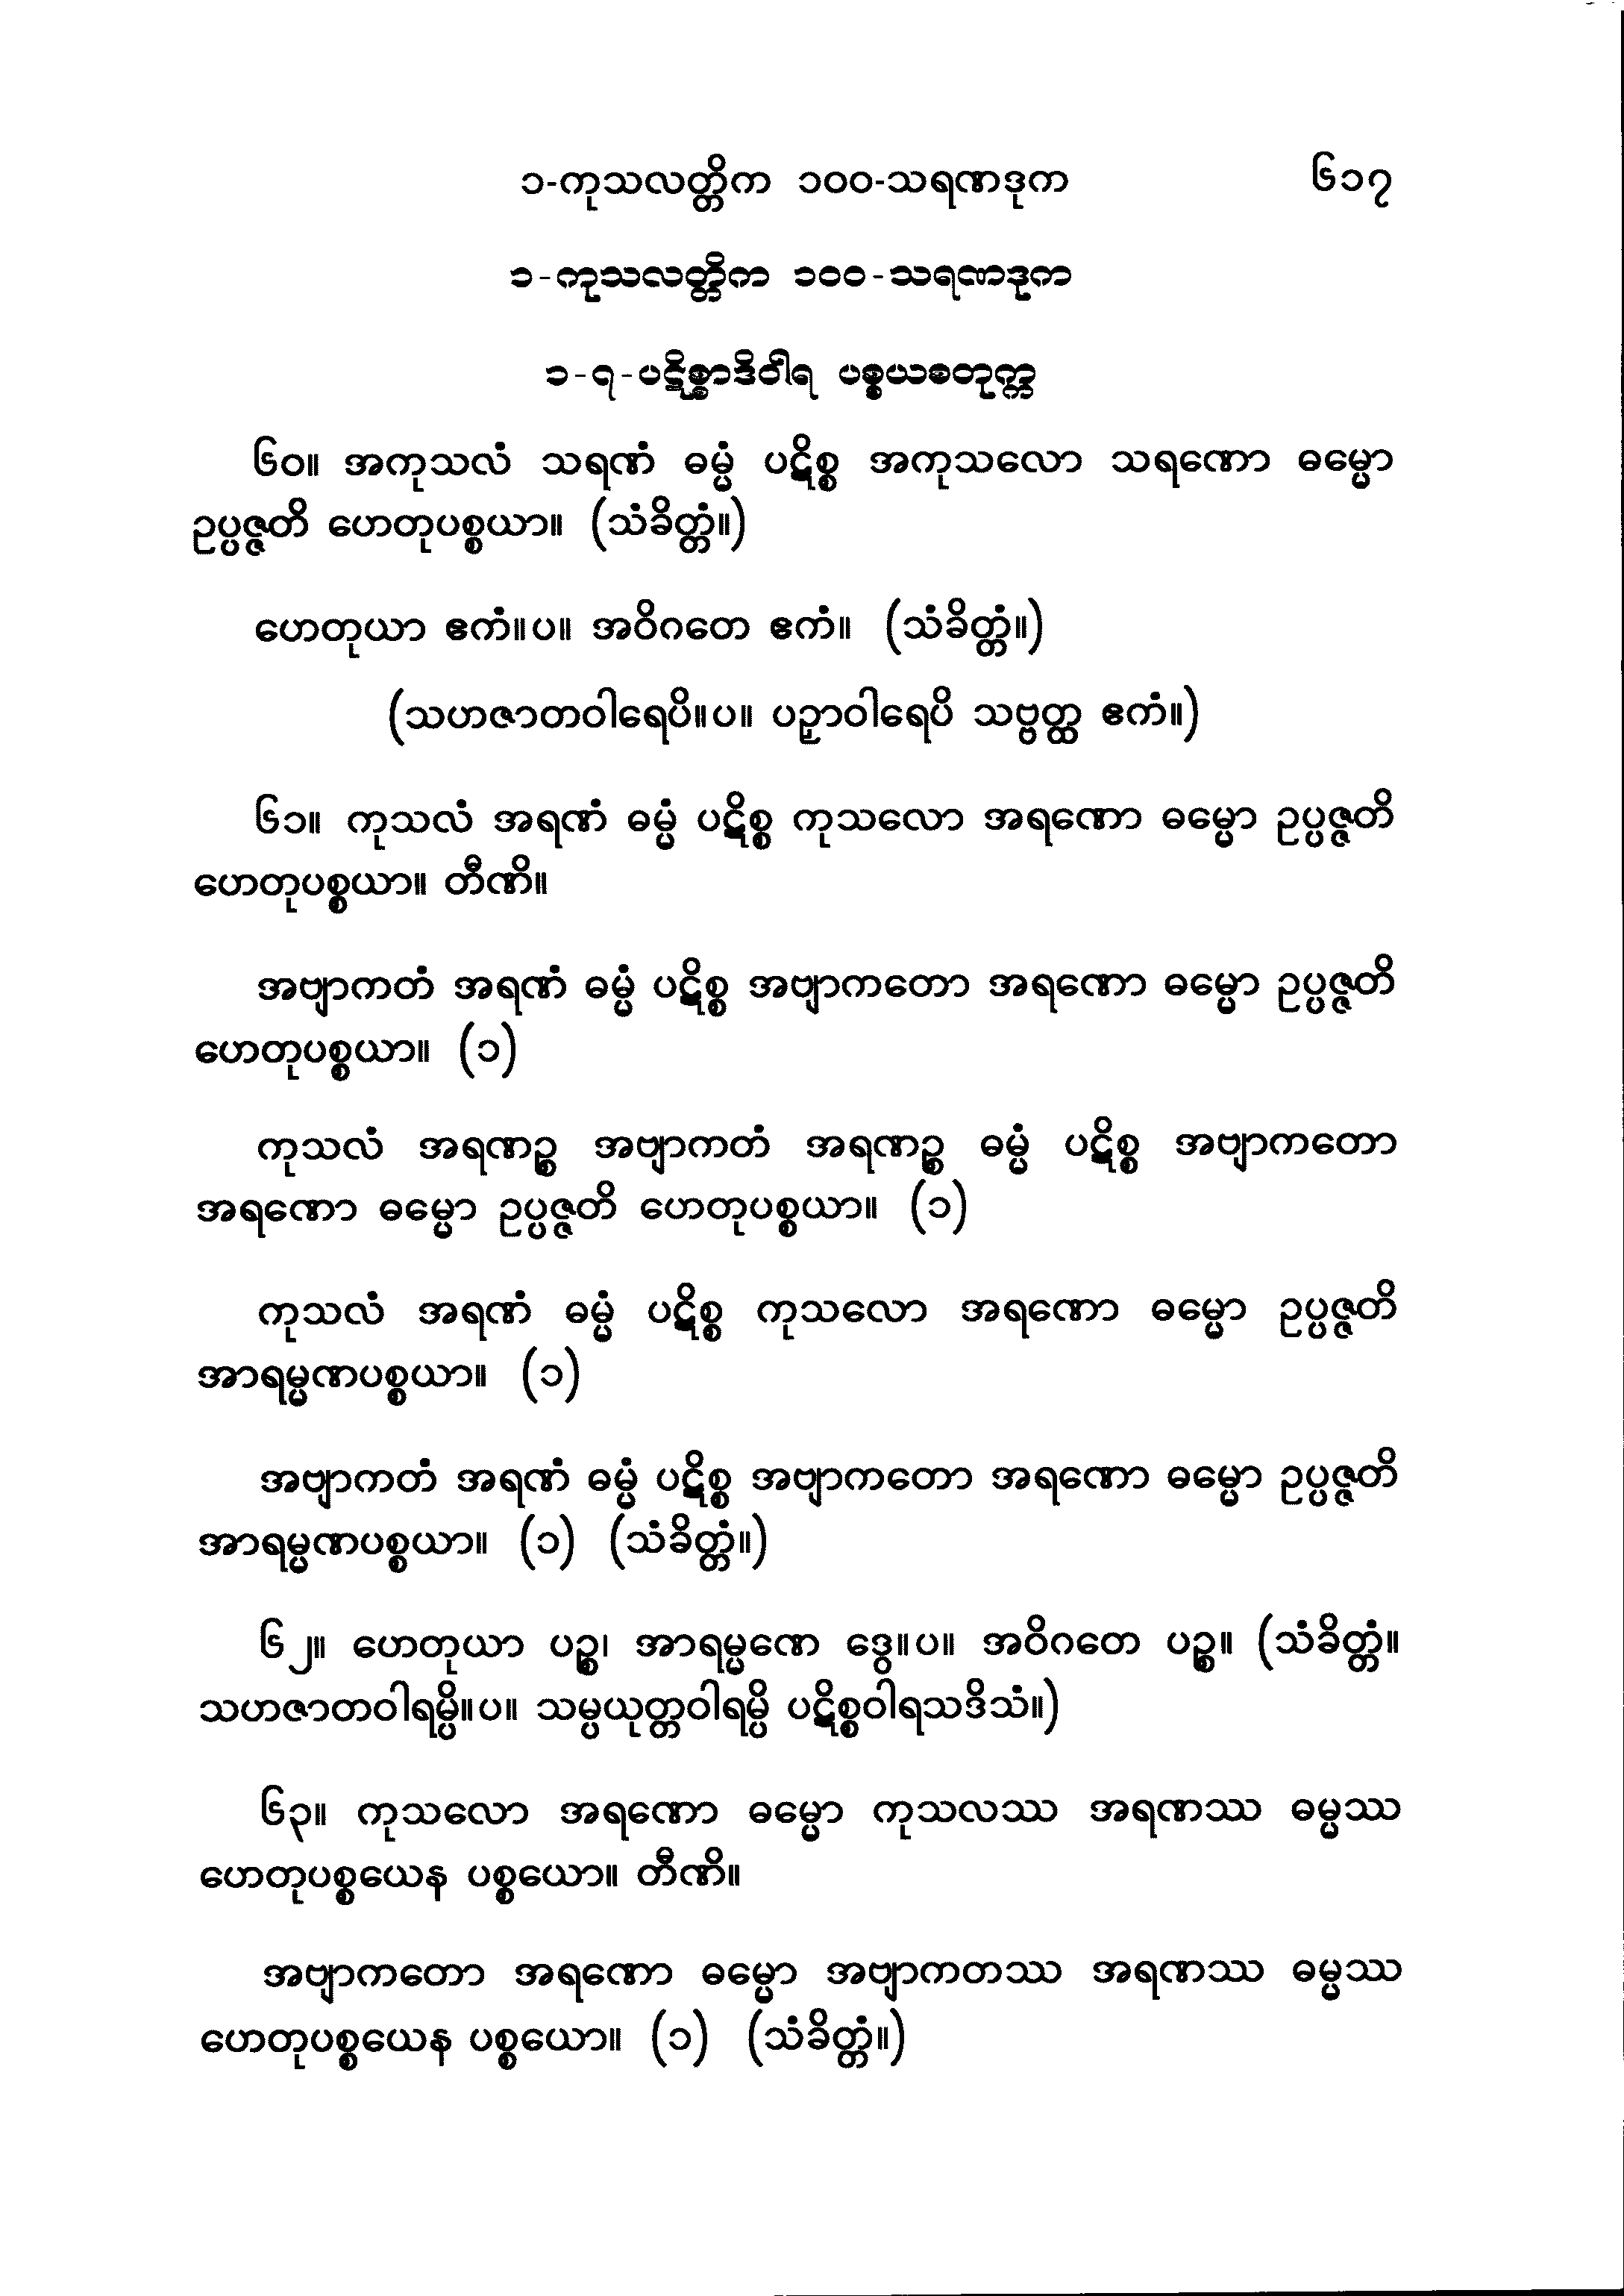 ၁-ကုသလတ္တိက ၁၀၀-သရဏဒုက ၆၁၇
၁-ကုသလတ္တိက ၁၀၀-သရဏဒုက
၁-၇-ပဋိစ္စာဒိဝါရ ပစ္စယစတုက္က
၆၀။ အကုသလံ သရဏံ ဓမ္မံ ပဋိစ္စ အကုသလော သရဏော ဓမ္မော
ဥပ္ပဇ္ဇတိ ဟေတုပစ္စယာ။ (သံခိတ္တံ။)
ဟေတုယာ ဧကံ။ပ။ အဝိဂတေ ဧကံ။ (သံခိတ္တံ။)
(သဟဇာတဝါရေပိ။ပ။ ပဉှာဝါရေပိ သဗ္ဗတ္ထ ဧကံ။)
၆၁။ ကုသလံ အရဏံ ဓမ္မံ ပဋိစ္စ ကုသလော အရဏော ဓမ္မော ဥပ္ပဇ္ဇတိ
ဟေတုပစ္စယာ။ တီဏိ။
အဗျာကတံ အရဏံ ဓမ္မံ ပဋိစ္စ အဗျာကတော အရဏော ဓမ္မော ဥပ္ပဇ္ဇတိ
ဟေတုပစ္စယာ။ (၁)
ကုသလံ အရဏဉ္စ အဗျာကတံ အရဏဉ္စ ဓမ္မံ ပဋိစ္စ အဗျာကတော
အရဏော ဓမ္မော ဥပ္ပဇ္ဇတိ ဟေတုပစ္စယာ။ (၁)
ကုသလံ အရဏံ ဓမ္မံ ပဋိစ္စ ကုသလော အရဏော ဓမ္မော ဥပ္ပဇ္ဇတိ
အာရမ္မဏပစ္စယာ။ (၁)
အဗျာကတံ အရဏံ ဓမ္မံ ပဋိစ္စ အဗျာကတော အရဏော ဓမ္မော ဥပ္ပဇ္ဇတိ
အာရမ္မဏပစ္စယာ။ (၁) (သံခိတ္တံ။)
၆၂။ ဟေတုယာ ပဉ္စ၊ အာရမ္မဏေ ဒွေ။ပ။ အဝိဂတေ ပဉ္စ။ (သံခိတ္တံ။
သဟဇာတဝါရမ္ပိ။ပ။ သမ္ပယုတ္တဝါရမ္ပိ ပဋိစ္စဝါရသဒိသံ။)
၆၃။ ကုသလော အရဏော ဓမ္မော ကုသလဿ အရဏဿ ဓမ္မဿ
ဟေတုပစ္စယေန ပစ္စယော။ တီဏိ။
အဗျာကတော အရဏော ဓမ္မော အဗျာကတဿ အရဏဿ ဓမ္မဿ
ဟေတုပစ္စယေန ပစ္စယော။ (၁) (သံခိတ္တံ။)